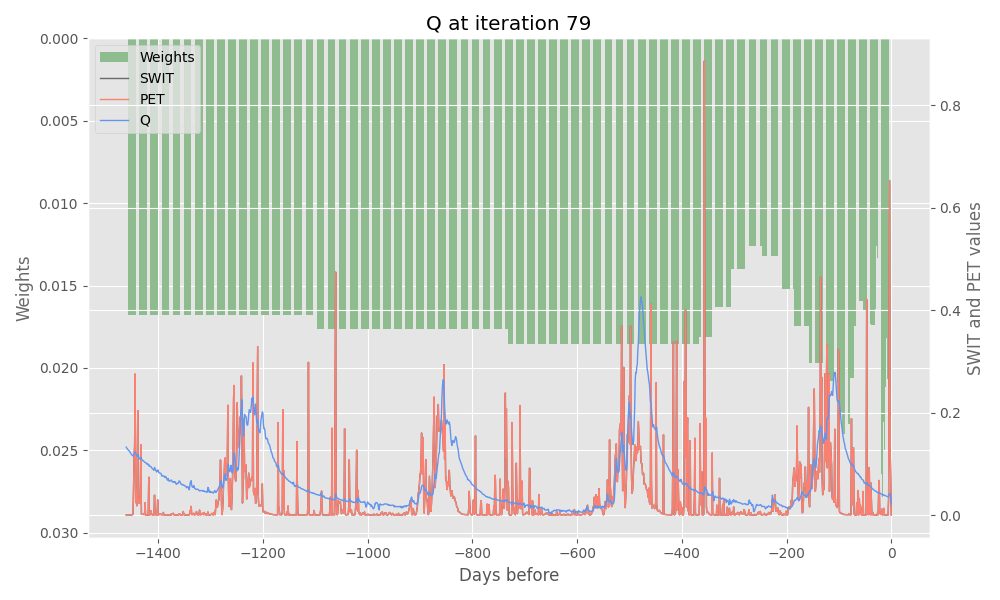 Q at iteration 79
Weights
SWIT
PET
Q
0.000
0.005
0.010
0.015
0.020
0.025
0.030
Weights
0.8
0.6
0.4
0.2
0.0
SWIT and PET values
−1400 −1200 −1000 −800 −600 −400 −200 0
Days before